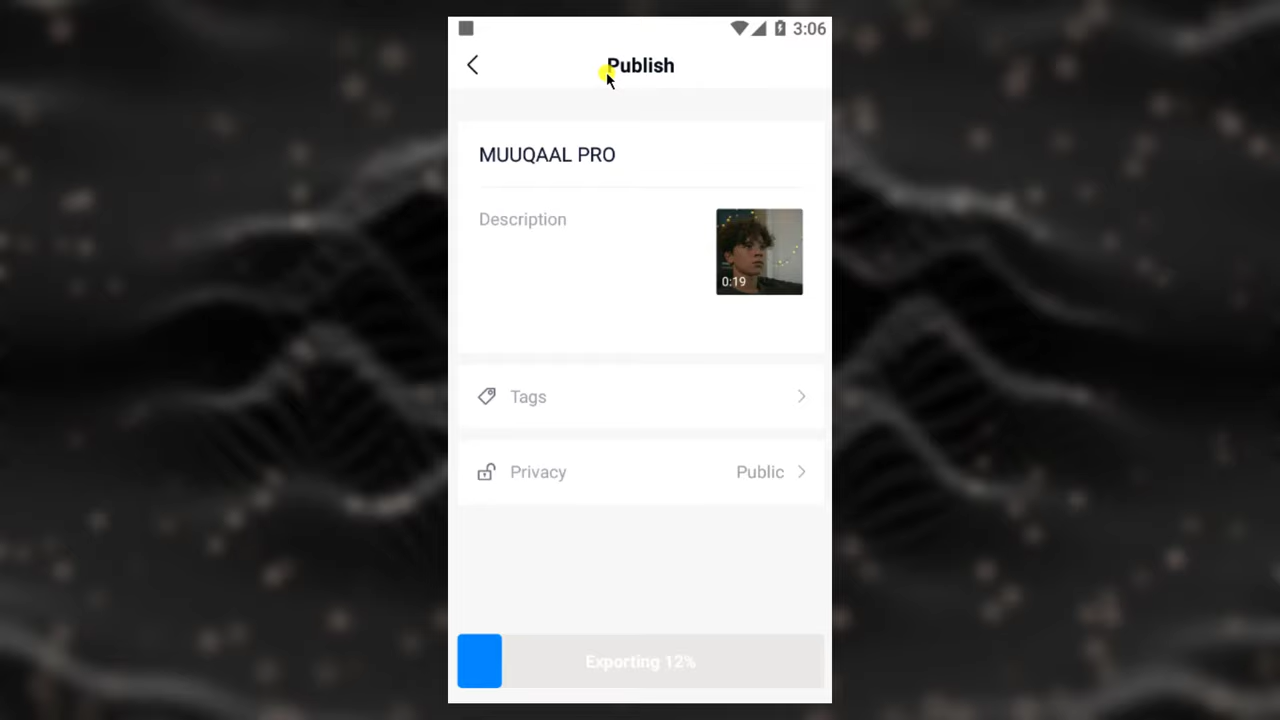 3:06
Publish
MUUQAAL PRO
Description
0:19
Tags
Privacy Public
Exporting 12%